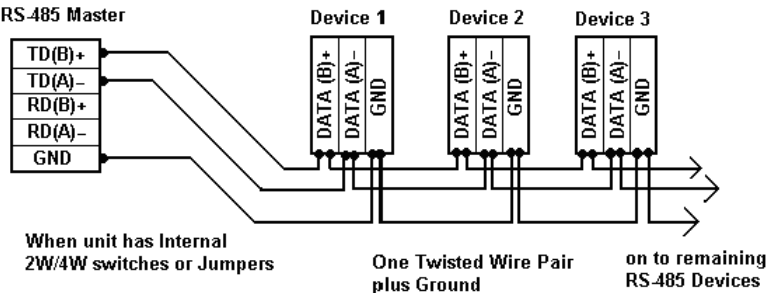 RS-485 Master
Device 1
Device 2
Device 3
TD(B)+
TD(A)-
RD(B)+
RD(A)-
GND
DATA (B)+
DATA (A)-
GND
DATA (B)+
DATA (A)-
GND
DATA (B)+
DATA (A)-
GND
When unit has Internal
2W/4W switches or Jumpers
One Twisted Wire Pair
plus Ground
on to remaining
RS-485 Devices